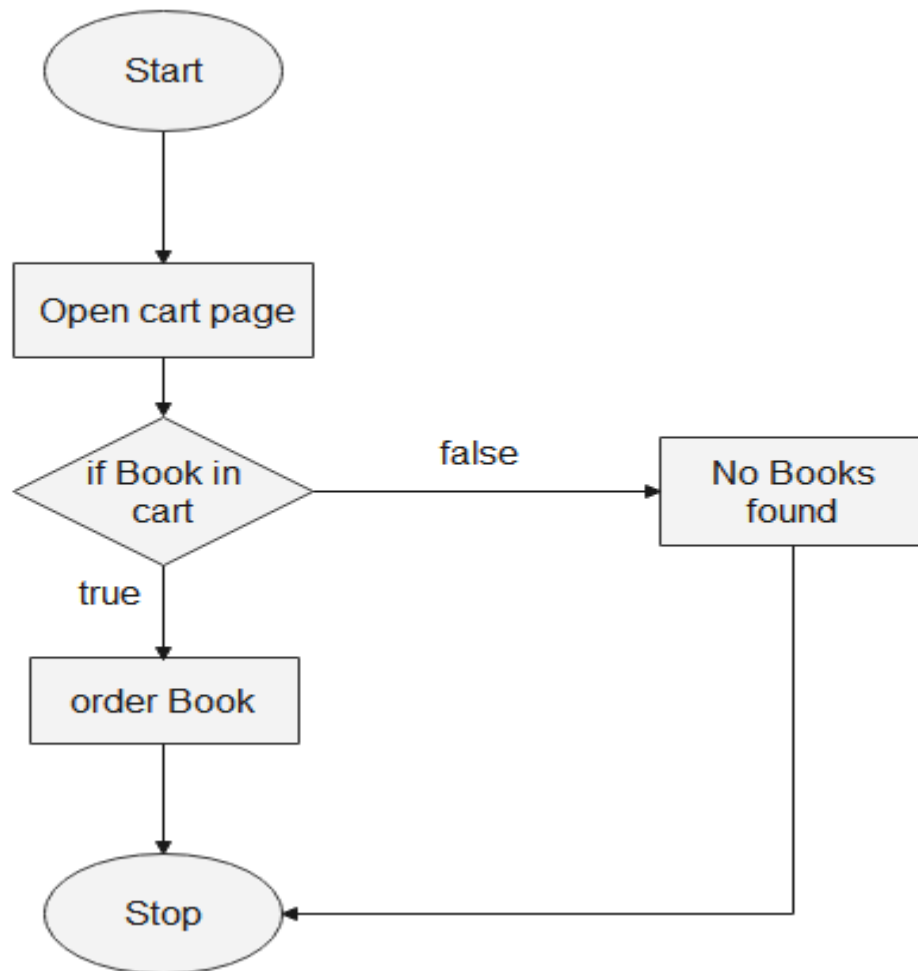 Start
Open cart page
if Book in
cart
false
No Books
found
true
order Book
Stop